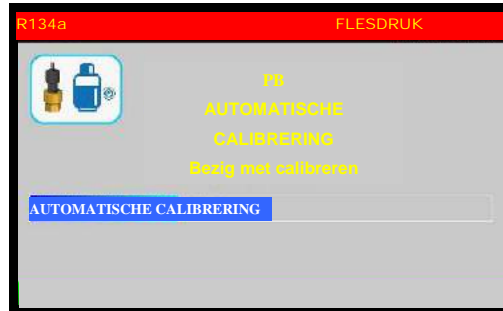 R134a FLESDRUK
PB
AUTOMATISCHE
CALIBRERING
Bezig met calibreren
AUTOMATISCHE CALIBRERING